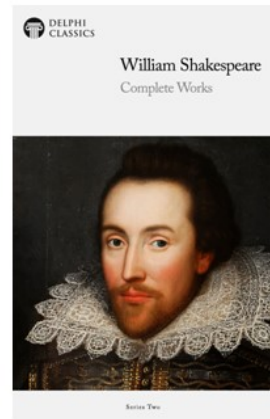 DELPHI
CLASSICS
William Shakespeare
Complete Works
Series Two